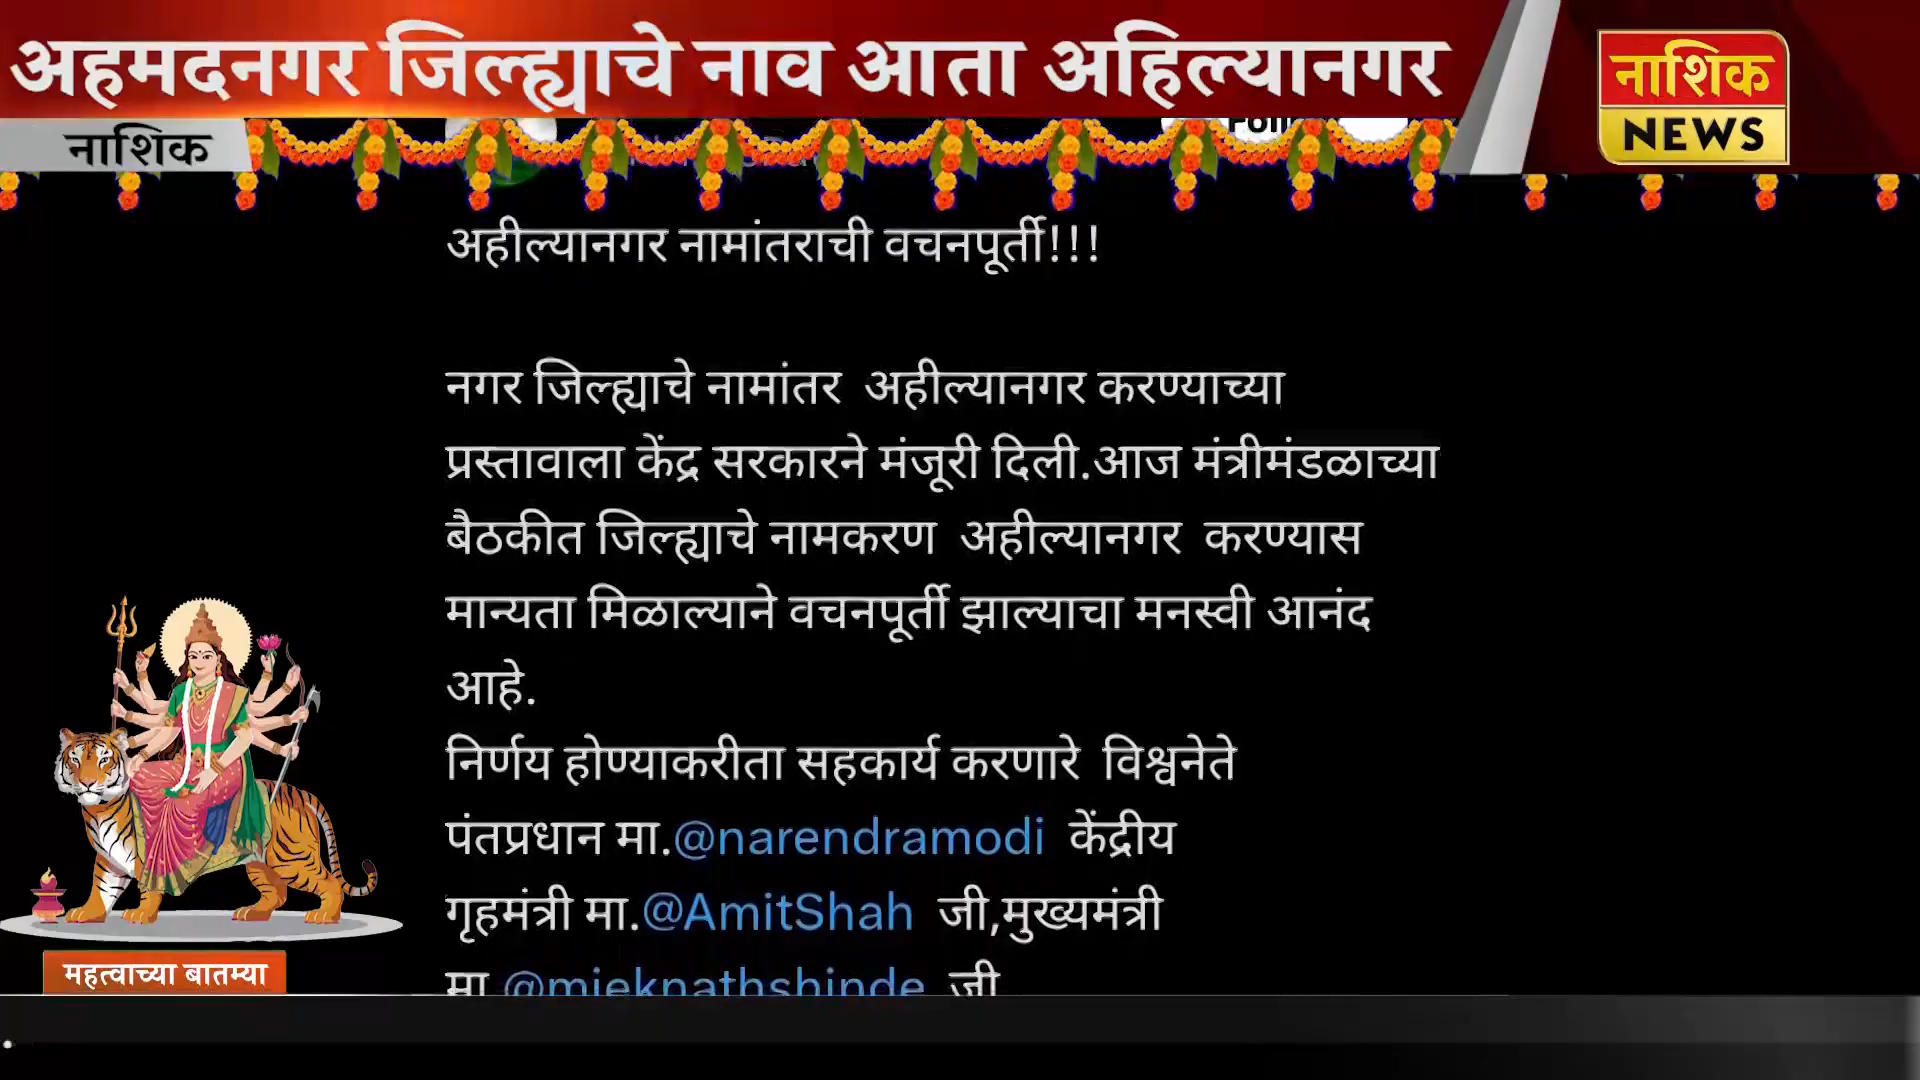 अहमदनगर जिल्ह्याचे नाव आता अहिल्यानगर
नाशिक
NEWS
नाशिक
अहील्यानगर नामांतराची वचनपूर्ती!!!
नगर जिल्ह्याचे नामांतर अहील्यानगर करण्याच्या
प्रस्तावाला केंद्र सरकारने मंजूरी दिली.आज मंत्रीमंडळाच्या
बैठकीत जिल्ह्याचे नामकरण अहील्यानगर करण्यास
मान्यता मिळाल्याने वचनपूर्ती झाल्याचा मनस्वी आनंद
आहे.
निर्णय होण्याकरीता सहकार्य करणारे विश्वनेते
पंतप्रधान मा.@narendramodi केंद्रीय
गृहमंत्री मा.@AmitShah जी,मुख्यमंत्री
मा @mieknathshinde जी
महत्वाच्या बातम्या